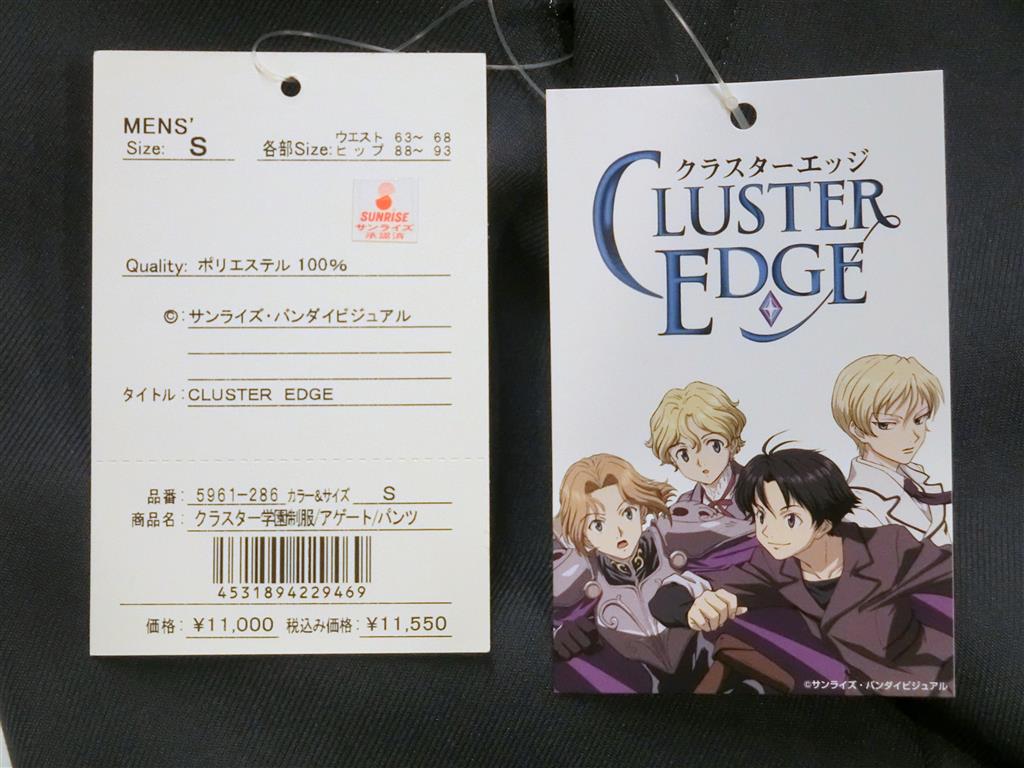 MENS'
Size: S
各部Size: ウエスト 63~ 68
ヒップ 88~ 93
SUNRISE
サンライズ
承認済
Quality: ポリエステル 100%
©: サンライズ・バンダイビジュアル
タイトル: CLUSTER EDGE
品番: 5961-286 カラー&サイズ S
商品名: クラスター学園制服/アゲート/パンツ
4531894229469
価格: ¥11,000 税込み価格: ¥11,550
クラスターエッジ
CLUSTER
EDGE
©サンライズ・バンダイビジュアル